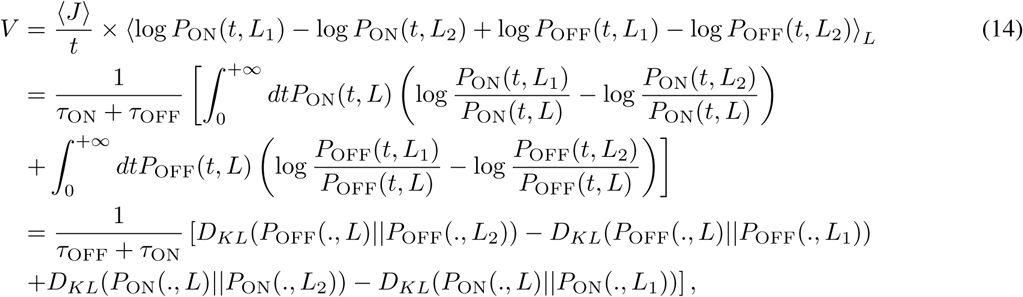 V = \frac{\langle J \rangle}{t} \times \langle \log P_{\mathrm{ON}}(t, L_1) - \log P_{\mathrm{ON}}(t, L_2) + \log P_{\mathrm{OFF}}(t, L_1) - \log P_{\mathrm{OFF}}(t, L_2) \rangle_L (14)
= \frac{1}{\tau_{\mathrm{ON}} + \tau_{\mathrm{OFF}}} \left[ \int_0^{+\infty} dt P_{\mathrm{ON}}(t, L) \left( \log \frac{P_{\mathrm{ON}}(t, L_1)}{P_{\mathrm{ON}}(t, L)} - \log \frac{P_{\mathrm{ON}}(t, L_2)}{P_{\mathrm{ON}}(t, L)} \right) \right.
\left. + \int_0^{+\infty} dt P_{\mathrm{OFF}}(t, L) \left( \log \frac{P_{\mathrm{OFF}}(t, L_1)}{P_{\mathrm{OFF}}(t, L)} - \log \frac{P_{\mathrm{OFF}}(t, L_2)}{P_{\mathrm{OFF}}(t, L)} \right) \right]
= \frac{1}{\tau_{\mathrm{OFF}} + \tau_{\mathrm{ON}}} [ D_{KL}(P_{\mathrm{OFF}}(., L) || P_{\mathrm{OFF}}(., L_2)) - D_{KL}(P_{\mathrm{OFF}}(., L) || P_{\mathrm{OFF}}(., L_1))
+ D_{KL}(P_{\mathrm{ON}}(., L) || P_{\mathrm{ON}}(., L_2)) - D_{KL}(P_{\mathrm{ON}}(., L) || P_{\mathrm{ON}}(., L_1)) ] ,